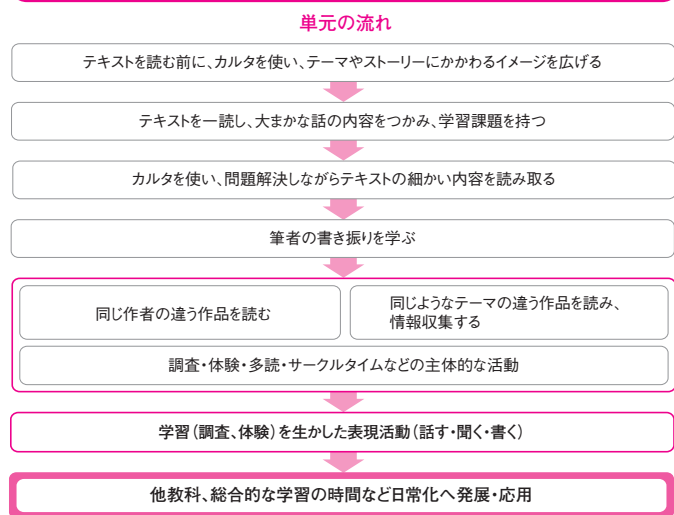 単元の流れ
テキストを読む前に、カルタを使い、テーマやストーリーにかかわるイメージを広げる
テキストを一読し、大まかな話の内容をつかみ、学習課題を持つ
カルタを使い、問題解決しながらテキストの細かい内容を読み取る
筆者の書き振りを学ぶ
同じ作者の違う作品を読む
同じようなテーマの違う作品を読み、
情報収集する
調査・体験・多読・サークルタイムなどの主体的な活動
学習(調査、体験)を生かした表現活動(話す・聞く・書く)
他教科、総合的な学習の時間など日常化へ発展・応用